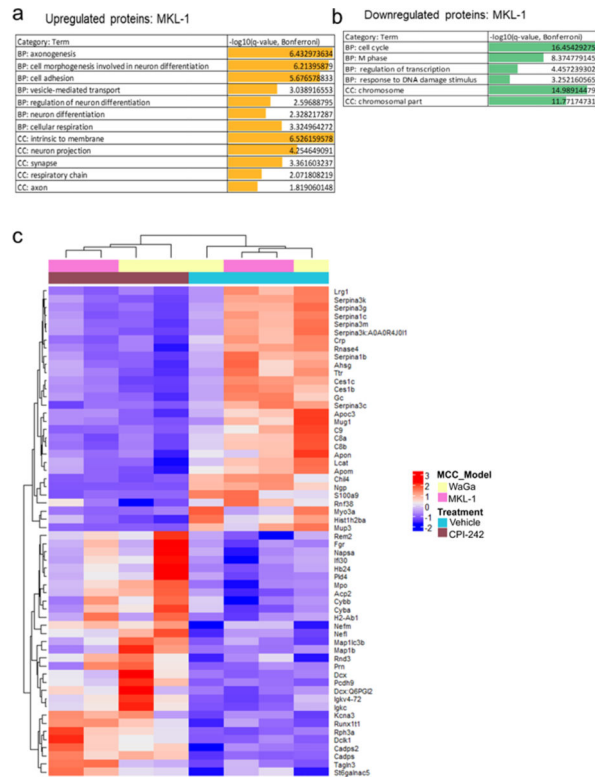 a Upregulated proteins: MKL-1
Category: Term -log10(q-value, Bonferroni)
BP: axonogenesis 6.432973634
BP: cell morphogenesis involved in neuron differentiation 6.21395879
BP: cell adhesion 5.676578833
BP: vesicle-mediated transport 3.038916553
BP: regulation of neuron differentiation 2.59688795
BP: neuron differentiation 2.328217287
BP: cellular respiration 3.324964272
CC: intrinsic to membrane 6.526159578
CC: neuron projection 4.254649091
CC: synapse 3.361603237
CC: respiratory chain 2.071808219
CC: axon 1.819060148
b Downregulated proteins: MKL-1
Category: Term -log10(q-value, Bonferroni)
BP: cell cycle 16.45429275
BP: M phase 8.374779145
BP: regulation of transcription 4.457239302
BP: response to DNA damage stimulus 3.252160565
CC: chromosome 14.98914479
CC: chromosomal part 11.77174731
c
Lrg1
Serpina3k
Serpina3g
Serpina1c
Serpina3m
Serpina3k:A0A0R4J0I1
Crp
Rnase4
Serpina1b
Ahsg
Ttr
Ces1c
Ces1b
Gc
Serpina3c
Apoc3
Mug1
C9
C8a
C8b
Apon
Lcat
Apom
Chil4
Ngp
S100a9
Rnf38
Myo3a
Hist1h2ba
Mup3
Rem2
Fgr
Napsa
Ifi30
Hb24
Pld4
Mpo
Acp2
Cybb
Cyba
H2-Ab1
Nefm
Nefl
Map1lc3b
Map1b
Rnd3
Prn
Dcx
Pcdh9
Dcx:Q6PGI2
Igkv4-72
Igkc
Kcna3
Runx1t1
Rph3a
Dclk1
Cadps2
Cadps
Tagln3
St6galnac5
3
2
1
0
-1
-2
MCC_Model
WaGa
MKL-1
Treatment
Vehicle
CPI-242